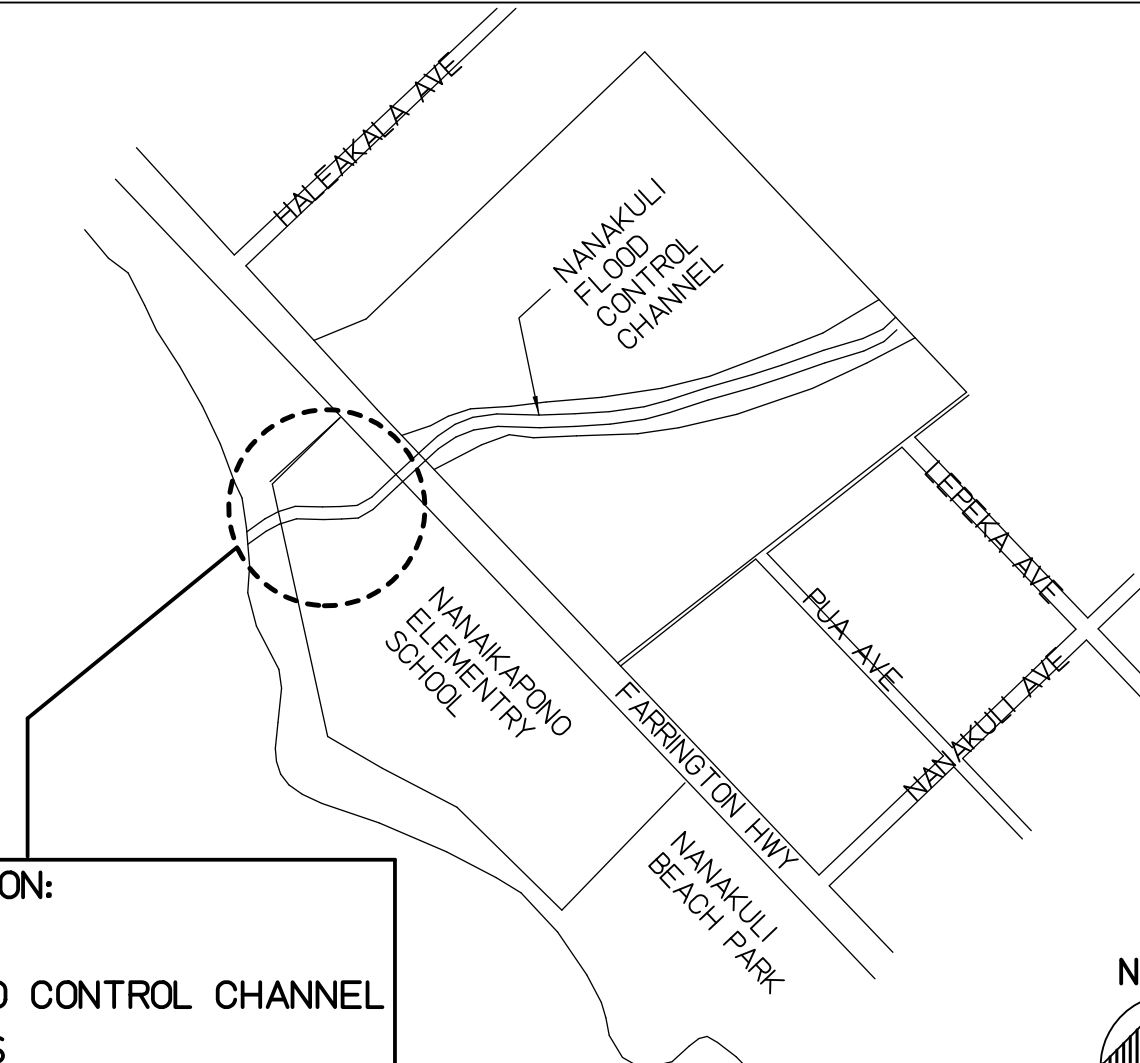 HALEAKALA AVE
NANAKULI
FLOOD
CONTROL
CHANNEL
LEPEKA AVE
PUA AVE
NANAKULI AVE
NANAIKAPONO
ELEMENTRY
SCHOOL
FARRINGTON HWY
NANAKULI
BEACH PARK
ON:
CONTROL CHANNEL
N